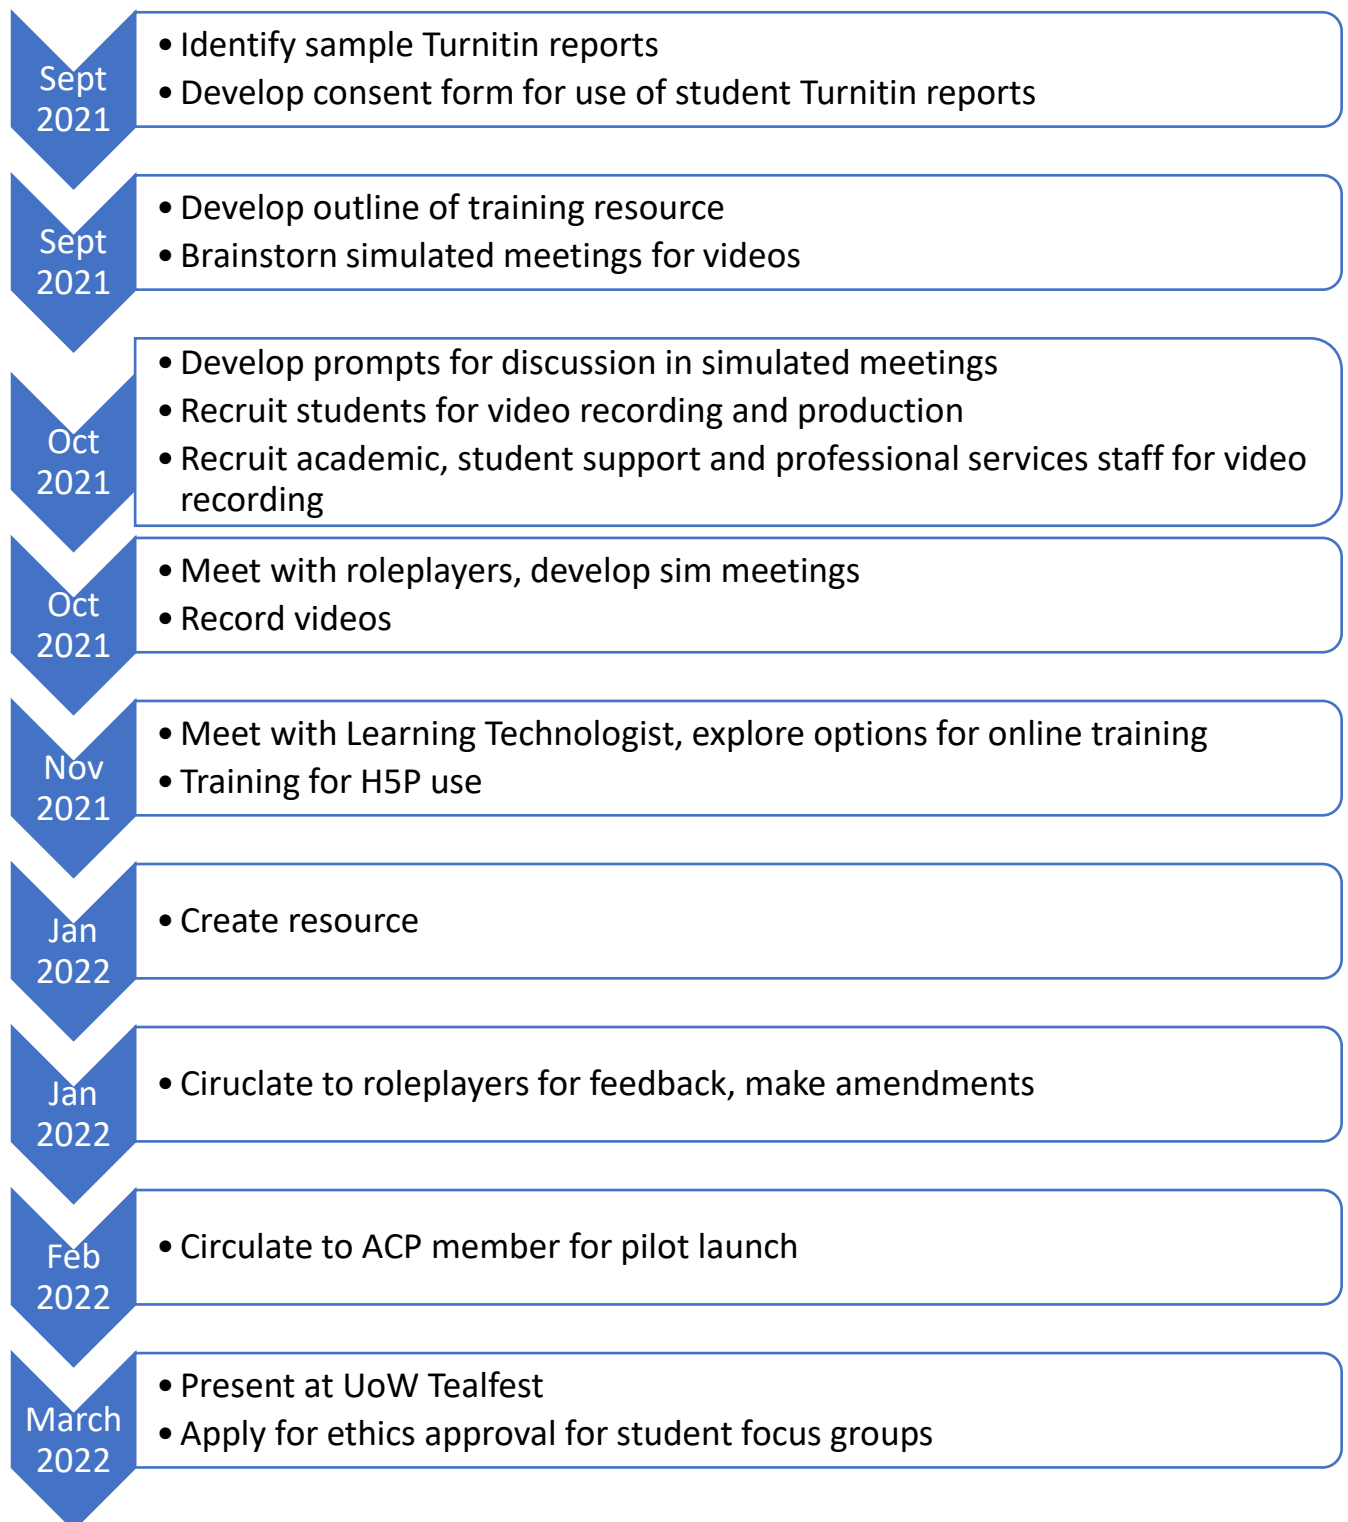 Sept
2021
• Identify sample Turnitin reports
• Develop consent form for use of student Turnitin reports
Sept
2021
• Develop outline of training resource
• Brainstorn simulated meetings for videos
Oct
2021
• Develop prompts for discussion in simulated meetings
• Recruit students for video recording and production
• Recruit academic, student support and professional services staff for video
recording
Oct
2021
• Meet with roleplayers, develop sim meetings
• Record videos
Nov
2021
• Meet with Learning Technologist, explore options for online training
• Training for H5P use
Jan
2022
• Create resource
Jan
2022
• Ciruclate to roleplayers for feedback, make amendments
Feb
2022
• Circulate to ACP member for pilot launch
March
2022
• Present at UoW Tealfest
• Apply for ethics approval for student focus groups